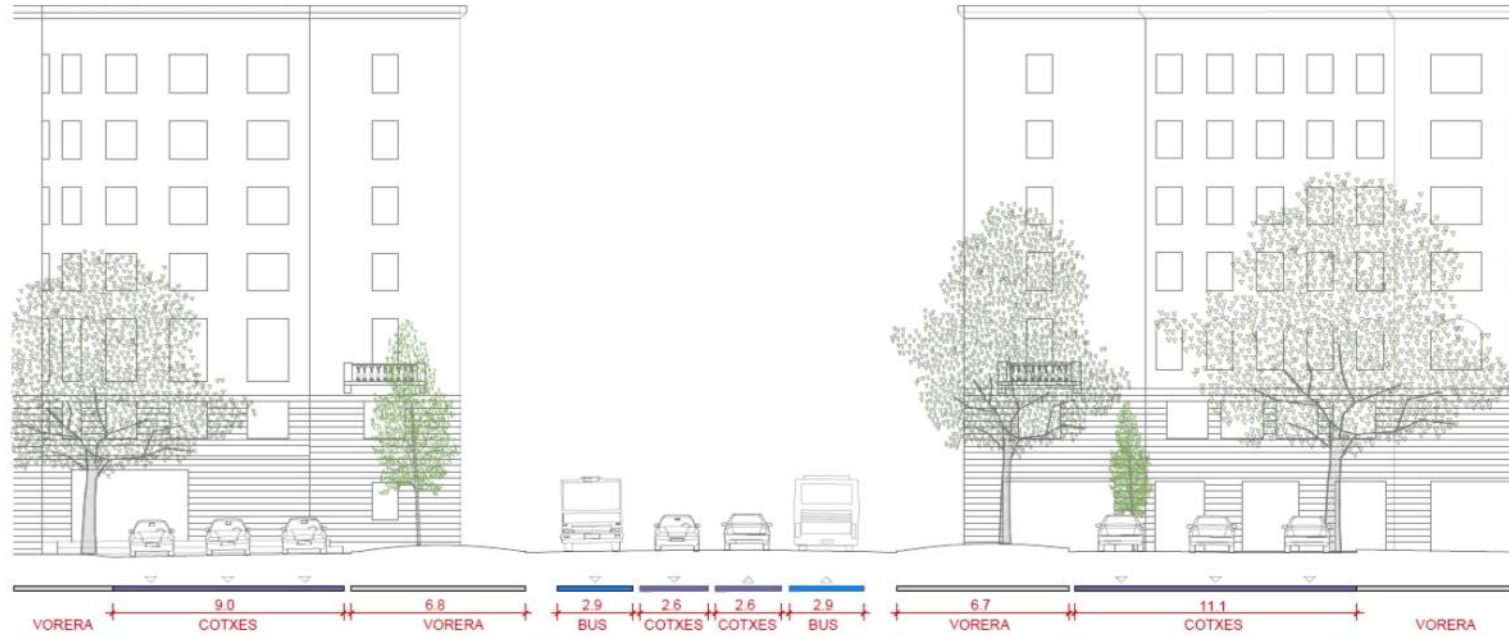 9.0 6.8 2.9 2.6 2.6 2.9 6.7 11.1
VORERA COTXES VORERA BUS COTXES COTXES BUS VORERA COTXES VORERA